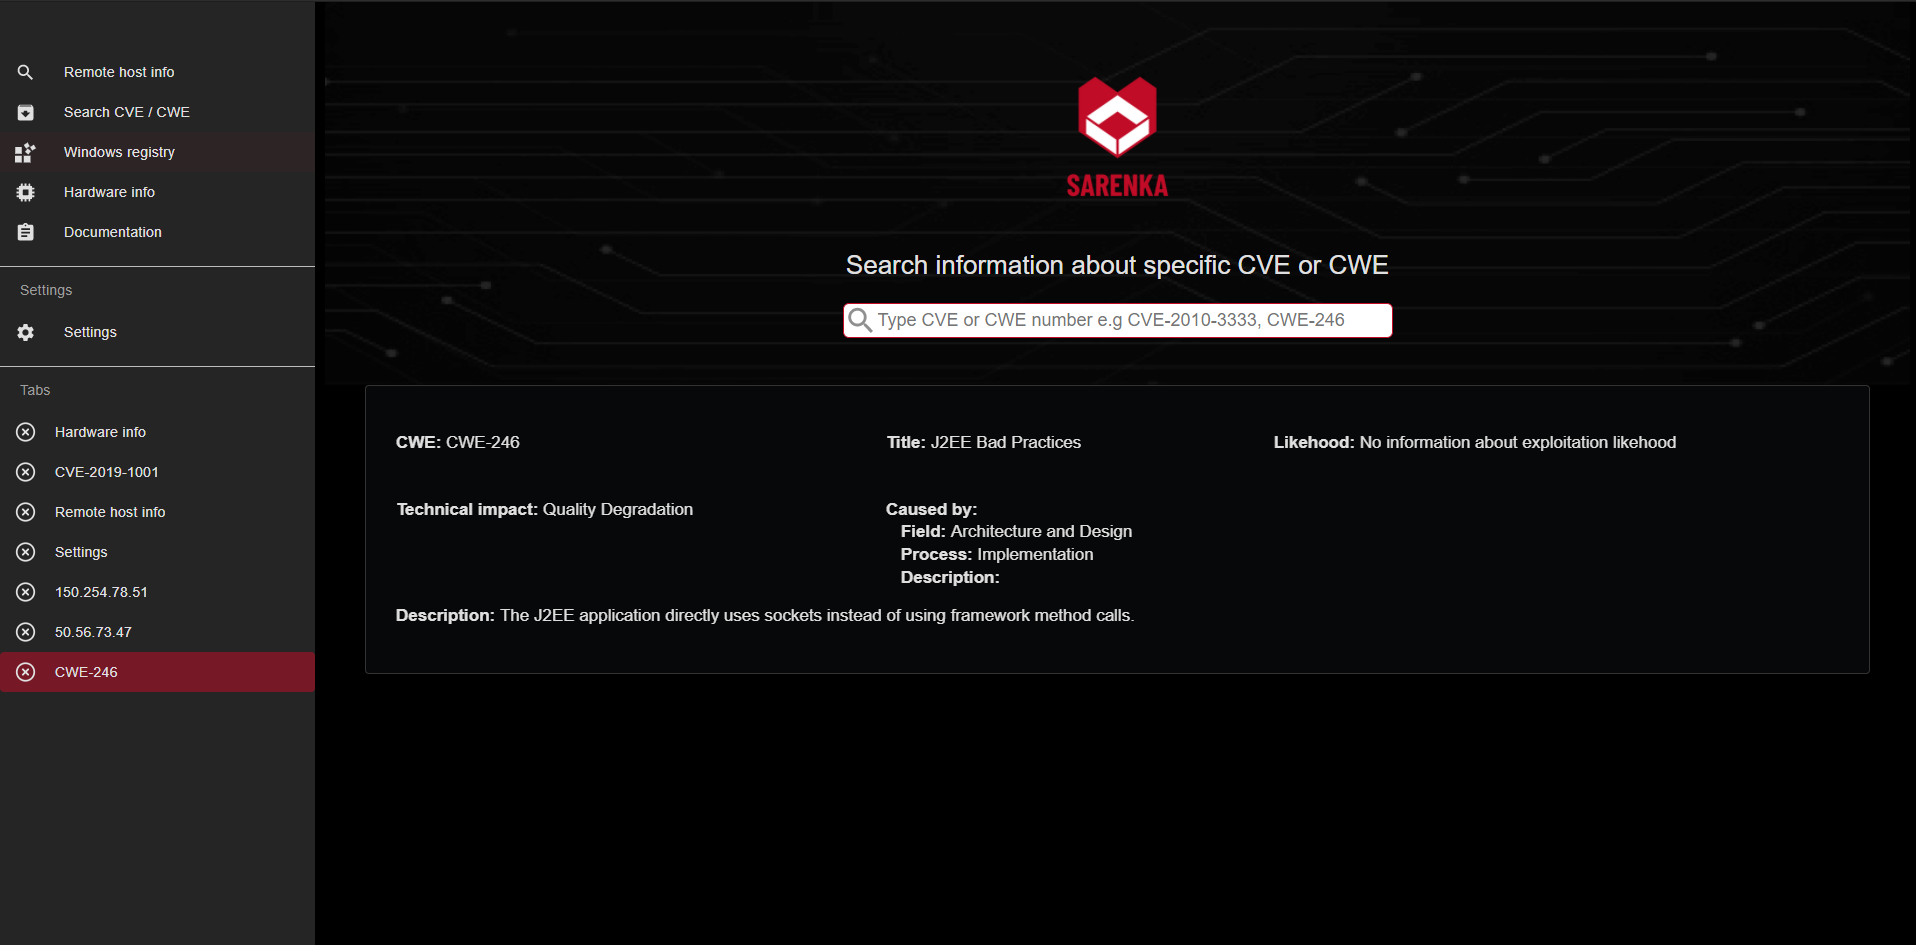 Remote host info
Search CVE / CWE
Windows registry
Hardware info
Documentation
Settings
Settings
Tabs
Hardware info
CVE-2019-1001
Remote host info
Settings
150.254.78.51
50.56.73.47
CWE-246
SARENKA
Search information about specific CVE or CWE
Type CVE or CWE number e.g CVE-2010-3333, CWE-246
CWE: CWE-246
Title: J2EE Bad Practices
Likehood: No information about exploitation likehood
Technical impact: Quality Degradation
Caused by:
Field: Architecture and Design
Process: Implementation
Description:
Description: The J2EE application directly uses sockets instead of using framework method calls.